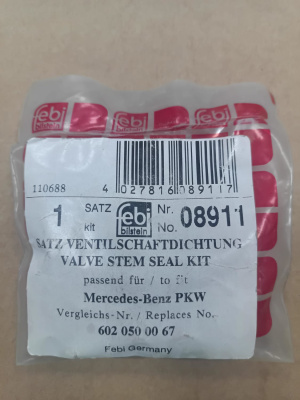 febi
bilstein
110688
4 027816 089117
1 SATZ kit febi bilstein Nr. No. 08911
SATZ VENTILSCHAFTDICHTUNG
VALVE STEM SEAL KIT
passend für / to fit
Mercedes-Benz PKW
Vergleichs-Nr. / Replaces No.
602 050 00 67
Febi Germany